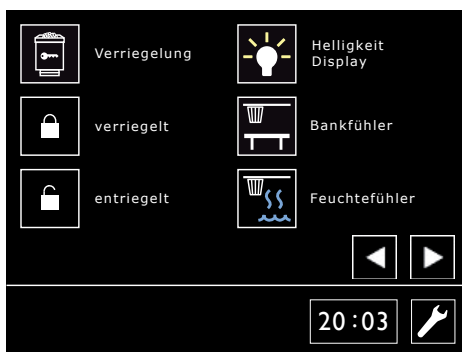 Verriegelung
verriegelt
entriegelt
Helligkeit
Display
Bankfühler
Feuchtefühler
20:03